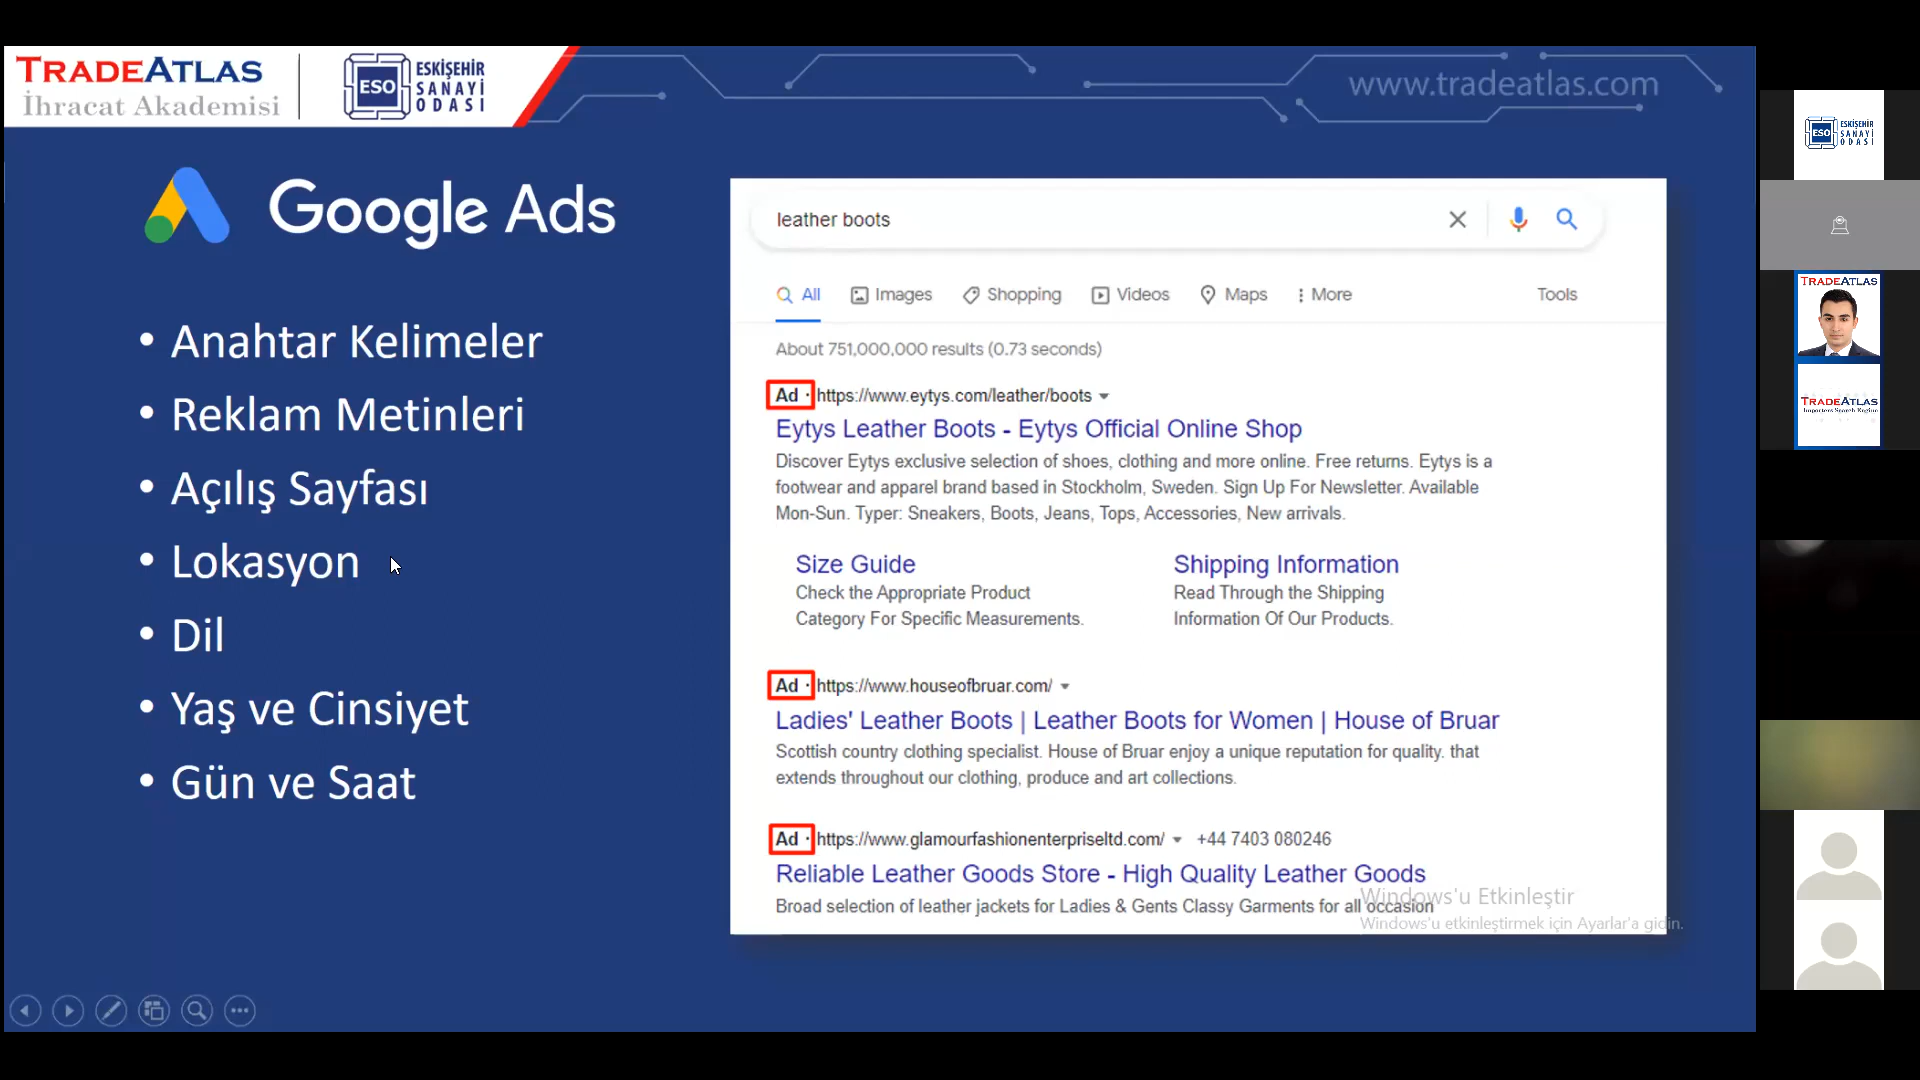 TRADEATLAS
İhracat Akademisi
ESO
ESKİŞEHİR
SANAYİ
ODASI
www.tradeatlas.com
Google Ads
• Anahtar Kelimeler
• Reklam Metinleri
• Açılış Sayfası
• Lokasyon
• Dil
• Yaş ve Cinsiyet
• Gün ve Saat
leather boots
All Images Shopping Videos Maps More Tools
About 751,000,000 results (0.73 seconds)
Ad · https://www.eytys.com/leather/boots
Eytys Leather Boots - Eytys Official Online Shop
Discover Eytys exclusive selection of shoes, clothing and more online. Free returns. Eytys is a
footwear and apparel brand based in Stockholm, Sweden. Sign Up For Newsletter. Available
Mon-Sun. Typer: Sneakers, Boots, Jeans, Tops, Accessories, New arrivals.
Size Guide
Check the Appropriate Product
Category For Specific Measurements.
Shipping Information
Read Through the Shipping
Information Of Our Products.
Ad · https://www.houseofbruar.com/
Ladies' Leather Boots | Leather Boots for Women | House of Bruar
Scottish country clothing specialist. House of Bruar enjoy a unique reputation for quality. that
extends throughout our clothing, produce and art collections.
Ad · https://www.glamourfashionenterpriseltd.com/ +44 7403 080246
Reliable Leather Goods Store - High Quality Leather Goods
Broad selection of leather jackets for Ladies & Gents Classy Garments for all occasion
Windows'u Etkinleştir
Windows'u etkinleştirmek için Ayarlar'a gidin.
ESO
ESKİŞEHİR
SANAYİ
ODASI
TRADEATLAS
TRADEATLAS
Importers Search Engine